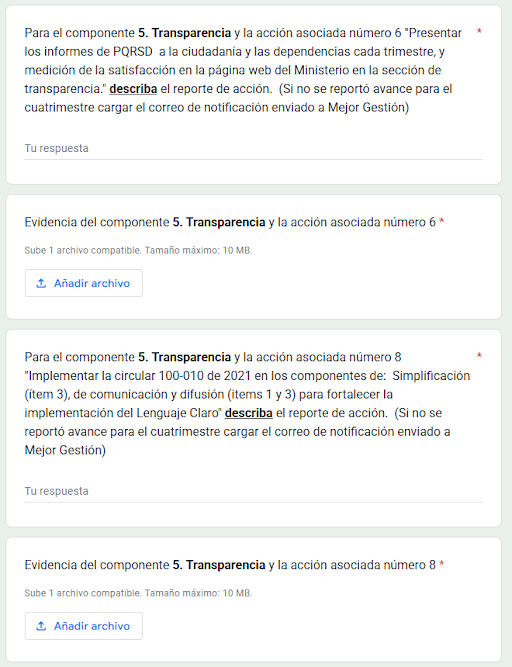 Para el componente 5. Transparencia y la acción asociada número 6 "Presentar *
los informes de PQRSD a la ciudadanía y las dependencias cada trimestre, y
medición de la satisfacción en la página web del Ministerio en la sección de
transparencia." describa el reporte de acción. (Si no se reportó avance para el
cuatrimestre cargar el correo de notificación enviado a Mejor Gestión)
Tu respuesta
Evidencia del componente 5. Transparencia y la acción asociada número 6 *
Sube 1 archivo compatible. Tamaño máximo: 10 MB.
Añadir archivo
Para el componente 5. Transparencia y la acción asociada número 8 *
"Implementar la circular 100-010 de 2021 en los componentes de: Simplificación
(ítem 3), de comunicación y difusión (ítems 1 y 3) para fortalecer la
implementación del Lenguaje Claro" describa el reporte de acción. (Si no se
reportó avance para el cuatrimestre cargar el correo de notificación enviado a
Mejor Gestión)
Tu respuesta
Evidencia del componente 5. Transparencia y la acción asociada número 8 *
Sube 1 archivo compatible. Tamaño máximo: 10 MB.
Añadir archivo